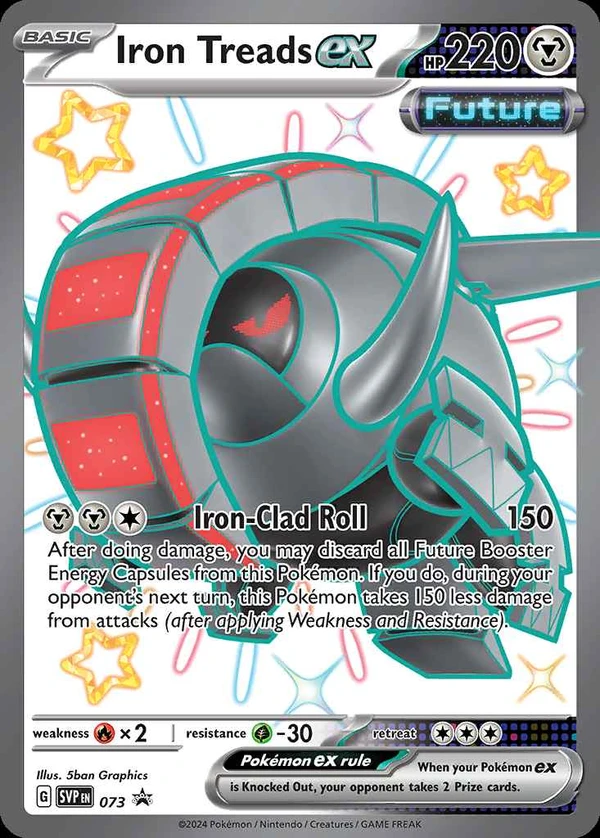 BASIC
Iron Treads ex
HP 220
Future
Iron-Clad Roll 150
After doing damage, you may discard all Future Booster
Energy Capsules from this Pokémon. If you do, during your
opponent's next turn, this Pokémon takes 150 less damage
from attacks (after applying Weakness and Resistance).
weakness ×2 resistance -30 retreat
Pokémon ex rule
When your Pokémon ex
is Knocked Out, your opponent takes 2 Prize cards.
Illus. 5ban Graphics
G SVP EN 073
©2024 Pokémon / Nintendo / Creatures / GAME FREAK